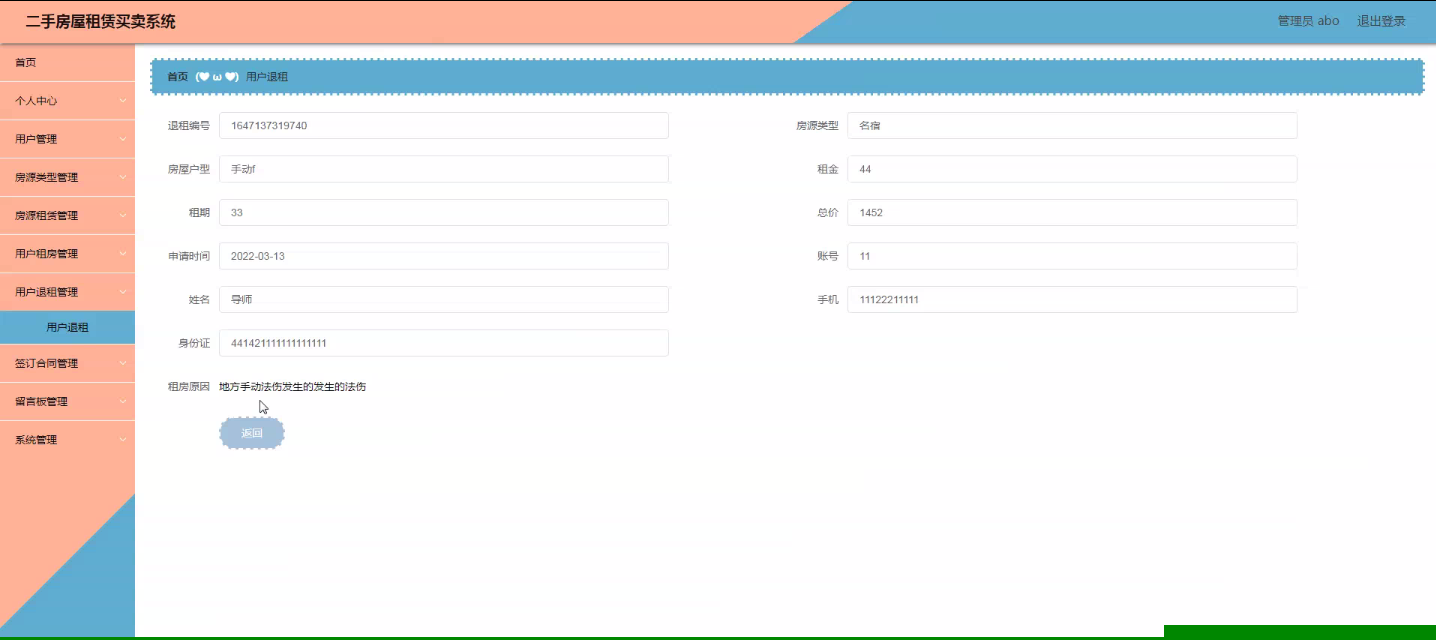 二手房屋租赁买卖系统
管理员 abo 退出登录
首页
个人中心
用户管理
房源类型管理
房源租赁管理
用户租房管理
用户退租管理
用户退租
签订合同管理
留言板管理
系统管理
首页 (♥ω♥) 用户退租
退租编号 1647137319740
房源类型 名宿
房屋户型 手动f
租金 44
租期 33
总价 1452
申请时间 2022-03-13
账号 11
姓名 导师
手机 11122211111
身份证 441421111111111111
租房原因 地方手动法伤发生的发生的法伤
返回